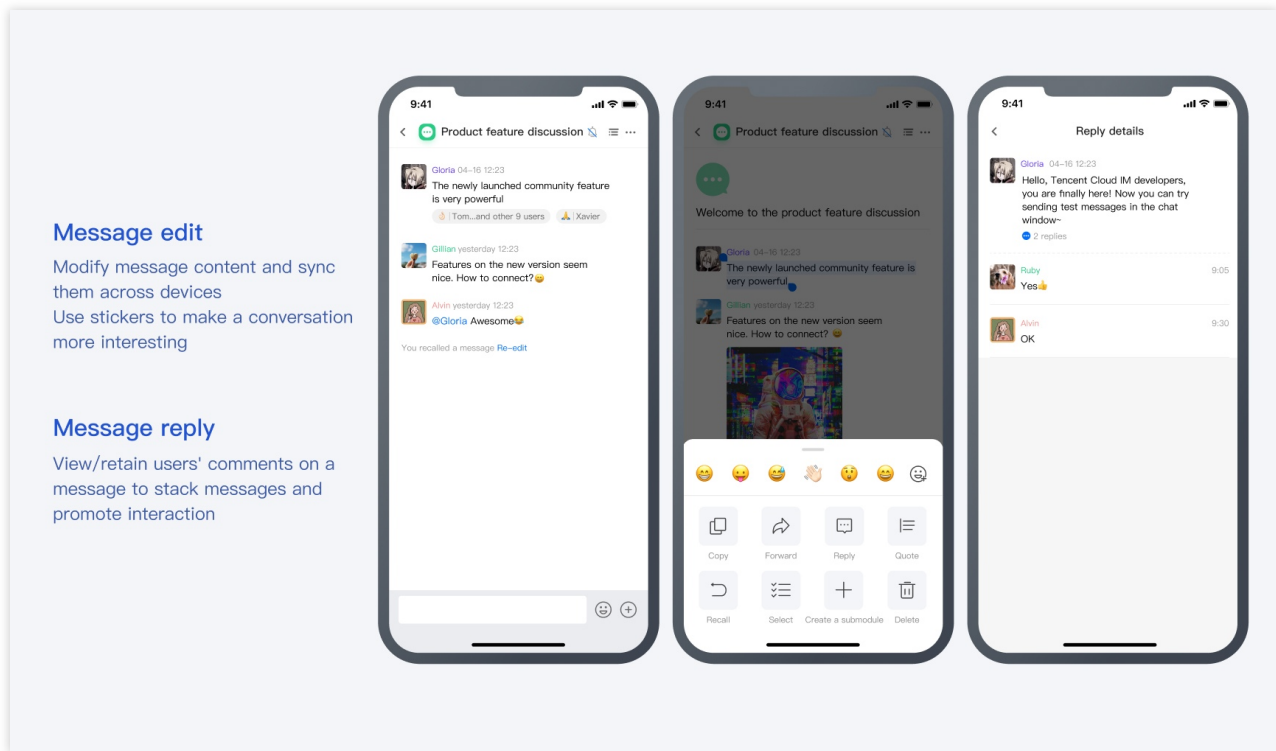 Message edit
Modify message content and sync
them across devices
Use stickers to make a conversation
more interesting
Message reply
View/retain users' comments on a
message to stack messages and
promote interaction
9:41
Product feature discussion
Gloria 04-16 12:23
The newly launched community feature
is very powerful
👌 | Tom...and other 9 users 🙏 | Xavier
Gillian yesterday 12:23
Features on the new version seem
nice. How to connect?😄
Alvin yesterday 12:23
@Gloria Awesome😂
You recalled a message Re-edit
9:41
Product feature discussion
Welcome to the product feature discussion
Gloria 04-16 12:23
The newly launched community feature is
very powerful
Gillian yesterday 12:23
Features on the new version seem
nice. How to connect? 😄
Copy Forward Reply Quote
Recall Select Create a submodule Delete
9:41
Reply details
Gloria 04-16 12:23
Hello, Tencent Cloud IM developers,
you are finally here! Now you can try
sending test messages in the chat
window~
2 replies
Ruby 9:05
Yes👍
Alvin 9:30
OK